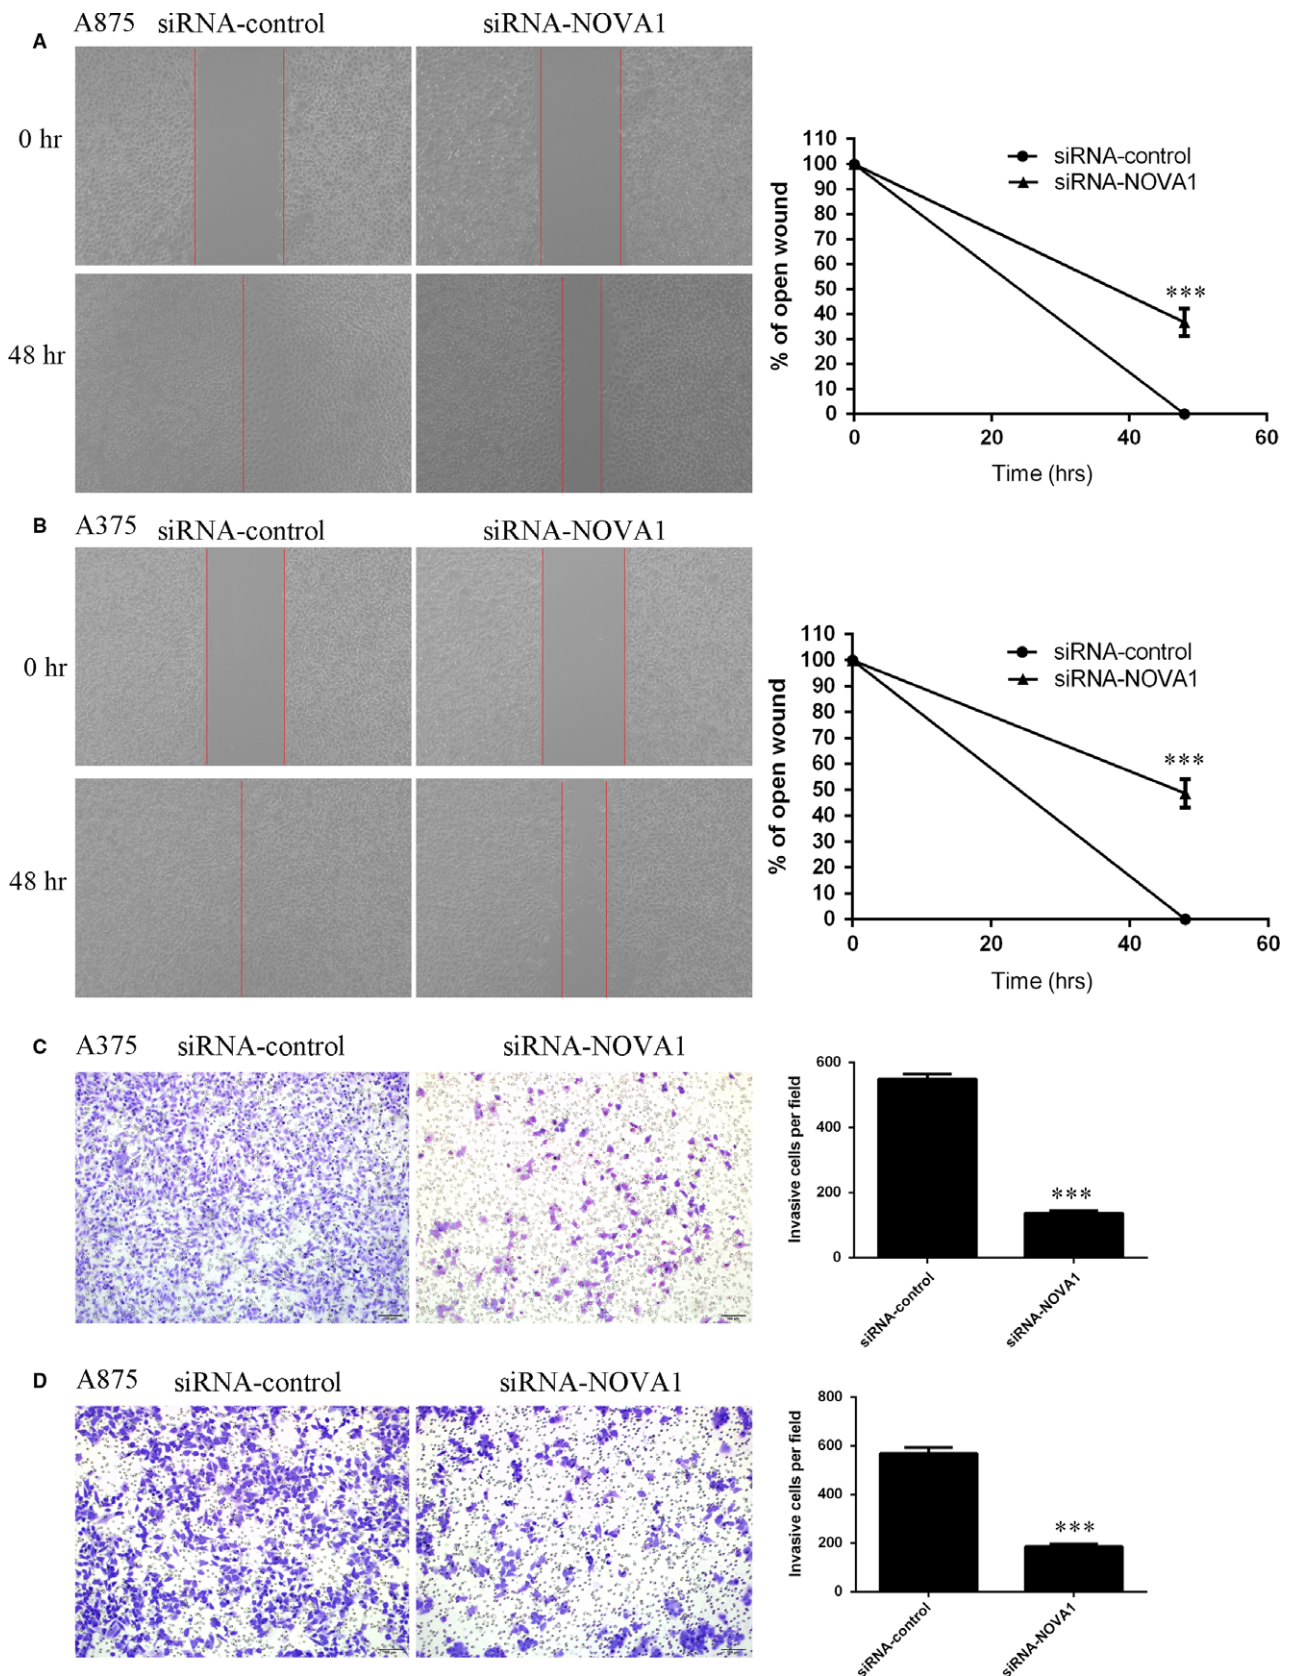 A
A875 siRNA-control siRNA-NOVA1
0 hr
48 hr
110
100
90
80
70
60
50
40
30
20
10
0
% of open wound
siRNA-control
siRNA-NOVA1
***
0 20 40 60
Time (hrs)
B
A375 siRNA-control siRNA-NOVA1
0 hr
48 hr
110
100
90
80
70
60
50
40
30
20
10
0
% of open wound
siRNA-control
siRNA-NOVA1
***
0 20 40 60
Time (hrs)
C
A375 siRNA-control siRNA-NOVA1
600
400
200
0
Invasive cells per field
***
siRNA-control
siRNA-NOVA1
D
A875 siRNA-control siRNA-NOVA1
800
600
400
200
0
Invasive cells per field
***
siRNA-control
siRNA-NOVA1